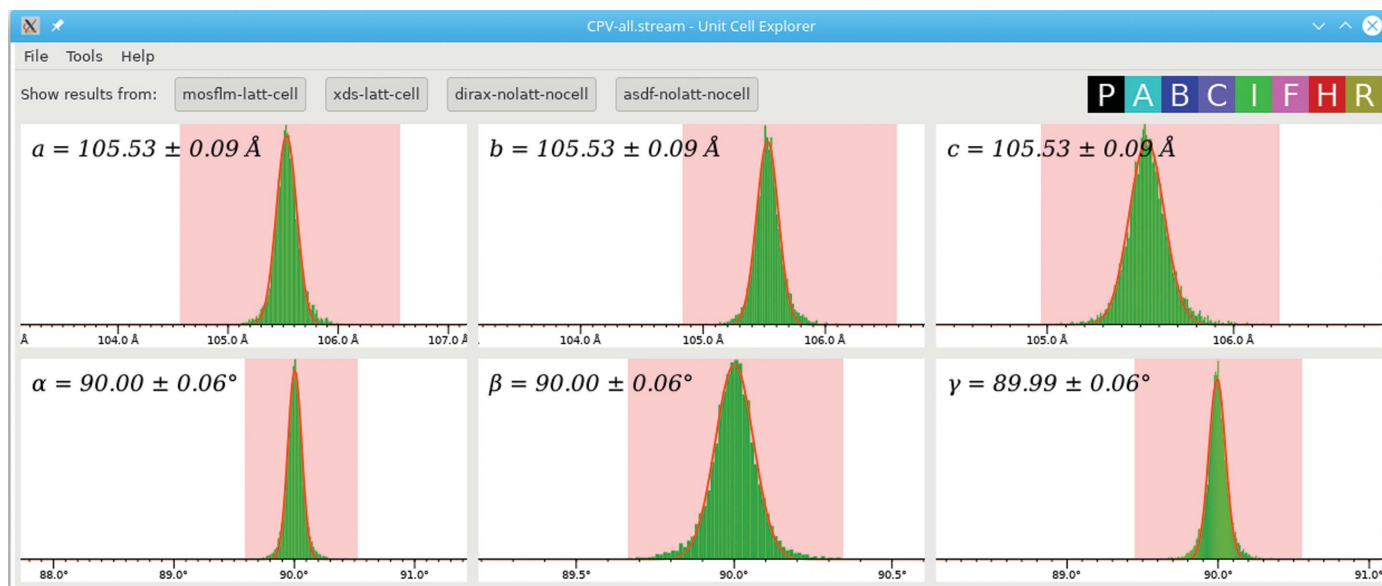 CPV-all.stream - Unit Cell Explorer
File Tools Help
Show results from: mosflm-latt-cell xds-latt-cell dirax-nolatt-nocell asdf-nolatt-nocell P A B C I F H R
a = 105.53 ± 0.09 Å b = 105.53 ± 0.09 Å c = 105.53 ± 0.09 Å
Å 104.0 Å 105.0 Å 106.0 Å 107.0 Å 104.0 Å 105.0 Å 106.0 Å 105.0 Å 106.0 Å
α = 90.00 ± 0.06° β = 90.00 ± 0.06° γ = 89.99 ± 0.06°
88.0° 89.0° 90.0° 91.0° 89.5° 90.0° 90.5° 89.0° 90.0° 91.0°